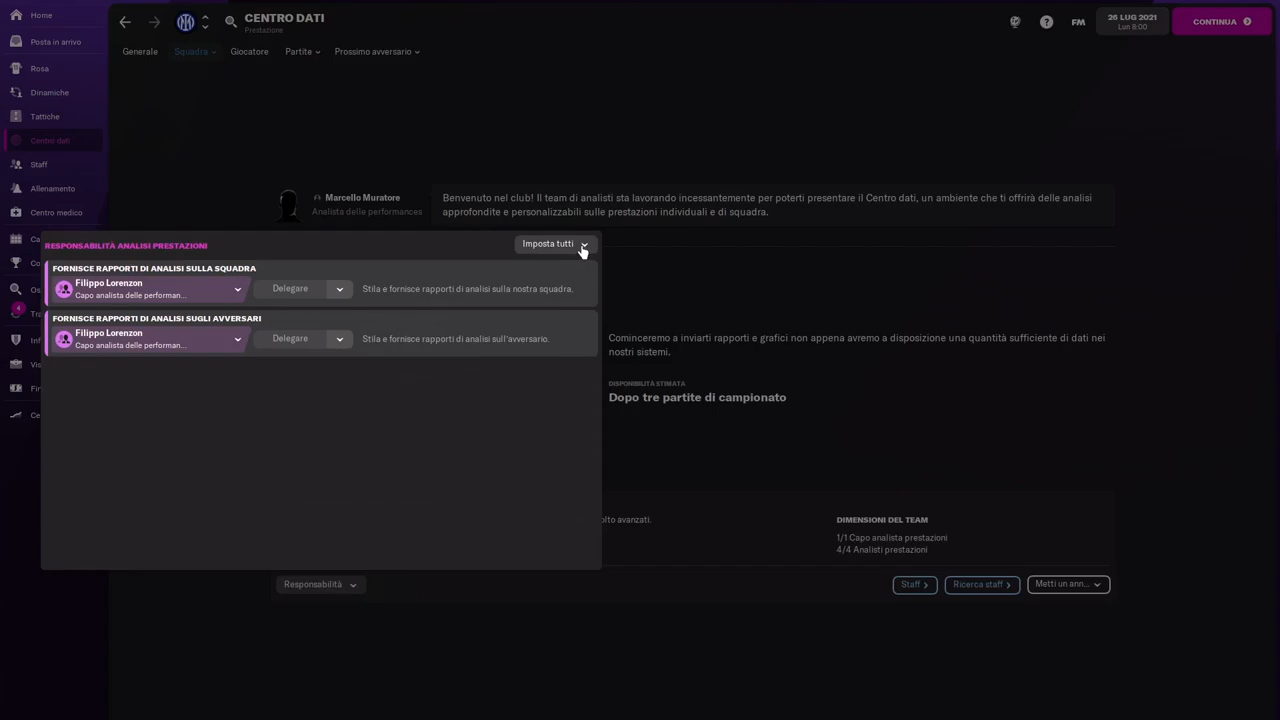 Home
Posta in arrivo
Rosa
Dinamiche
Tattiche
Centro dati
Staff
Allenamento
Centro medico
CENTRO DATI
Prestazione
FM
26 LUG 2021
Lun 8:00
CONTINUA
Generale
Squadra
Giocatore
Partite
Prossimo avversario
Marcello Muratore
Analista delle performances
Benvenuto nel club! Il team di analisti sta lavorando incessantemente per poterti presentare il Centro dati, un ambiente che ti offrirà delle analisi
approfondite e personalizzabili sulle prestazioni individuali e di squadra.
RESPONSABILITÀ ANALISI PRESTAZIONI
Imposta tutti
FORNISCE RAPPORTI DI ANALISI SULLA SQUADRA
Filippo Lorenzon
Capo analista delle performan...
Delegare
Stila e fornisce rapporti di analisi sulla nostra squadra.
FORNISCE RAPPORTI DI ANALISI SUGLI AVVERSARI
Filippo Lorenzon
Capo analista delle performan...
Delegare
Stila e fornisce rapporti di analisi sull'avversario.
Cominceremo a inviarti rapporti e grafici non appena avremo a disposizione una quantità sufficiente di dati nei
nostri sistemi.
DISPONIBILITÀ STIMATA
Dopo tre partite di campionato
avanzati.
DIMENSIONI DEL TEAM
1/1 Capo analista prestazioni
4/4 Analisti prestazioni
Responsabilità
Staff
Ricerca staff
Metti un ann...